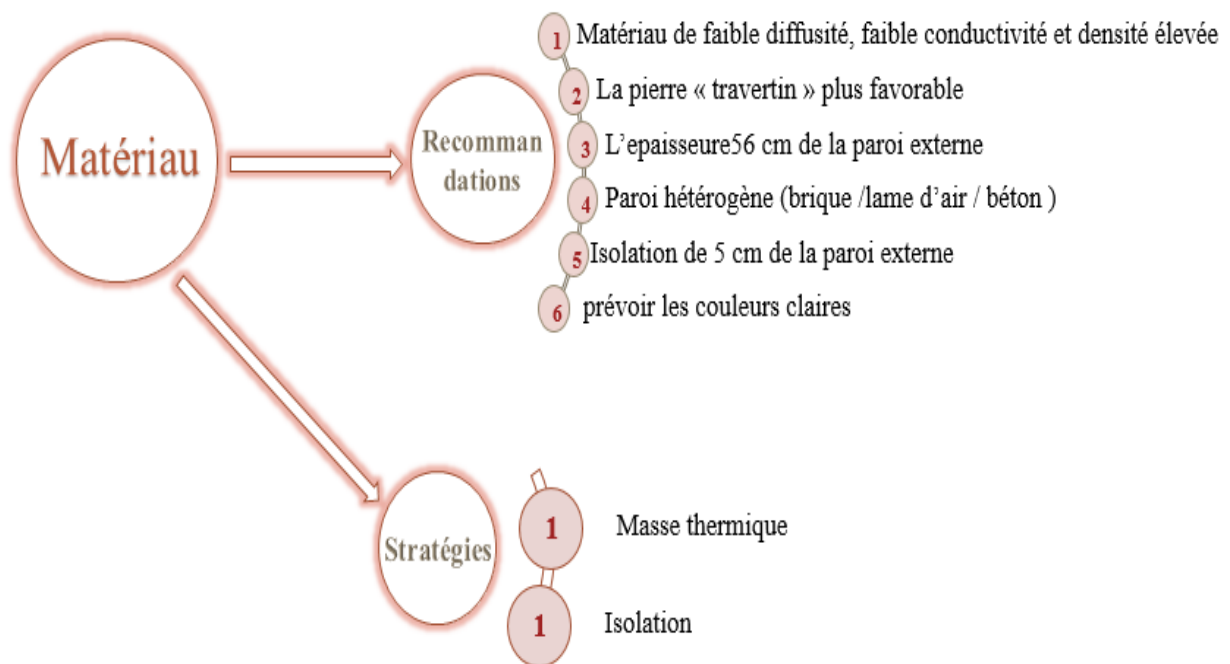 Matériau
Recomman
dations
1 Matériau de faible diffusité, faible conductivité et densité élevée
2 La pierre « travertin » plus favorable
3 L’epaisseure56 cm de la paroi externe
4 Paroi hétérogène (brique /lame d’air / béton )
5 Isolation de 5 cm de la paroi externe
6 prévoir les couleurs claires
Stratégies
1 Masse thermique
1 Isolation